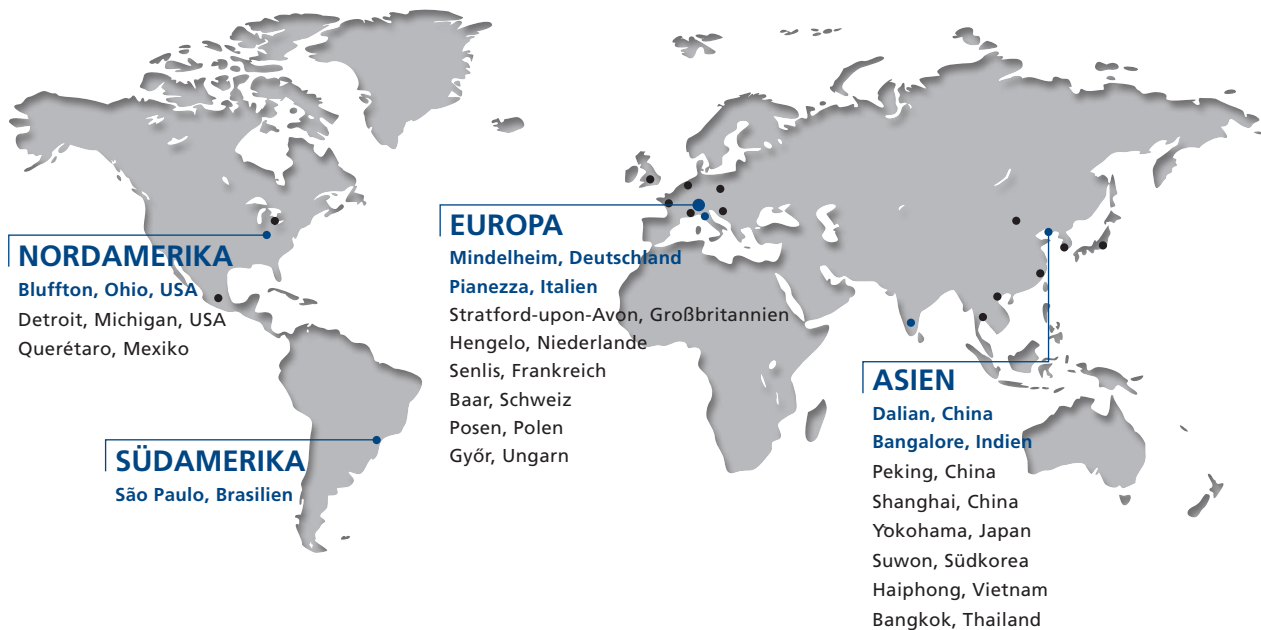 NORDAMERIKA
Bluffton, Ohio, USA
Detroit, Michigan, USA
Querétaro, Mexiko
SÜDAMERIKA
São Paulo, Brasilien
EUROPA
Mindelheim, Deutschland
Pianezza, Italien
Stratford-upon-Avon, Großbritannien
Hengelo, Niederlande
Senlis, Frankreich
Baar, Schweiz
Posen, Polen
Győr, Ungarn
ASIEN
Dalian, China
Bangalore, Indien
Peking, China
Shanghai, China
Yokohama, Japan
Suwon, Südkorea
Haiphong, Vietnam
Bangkok, Thailand